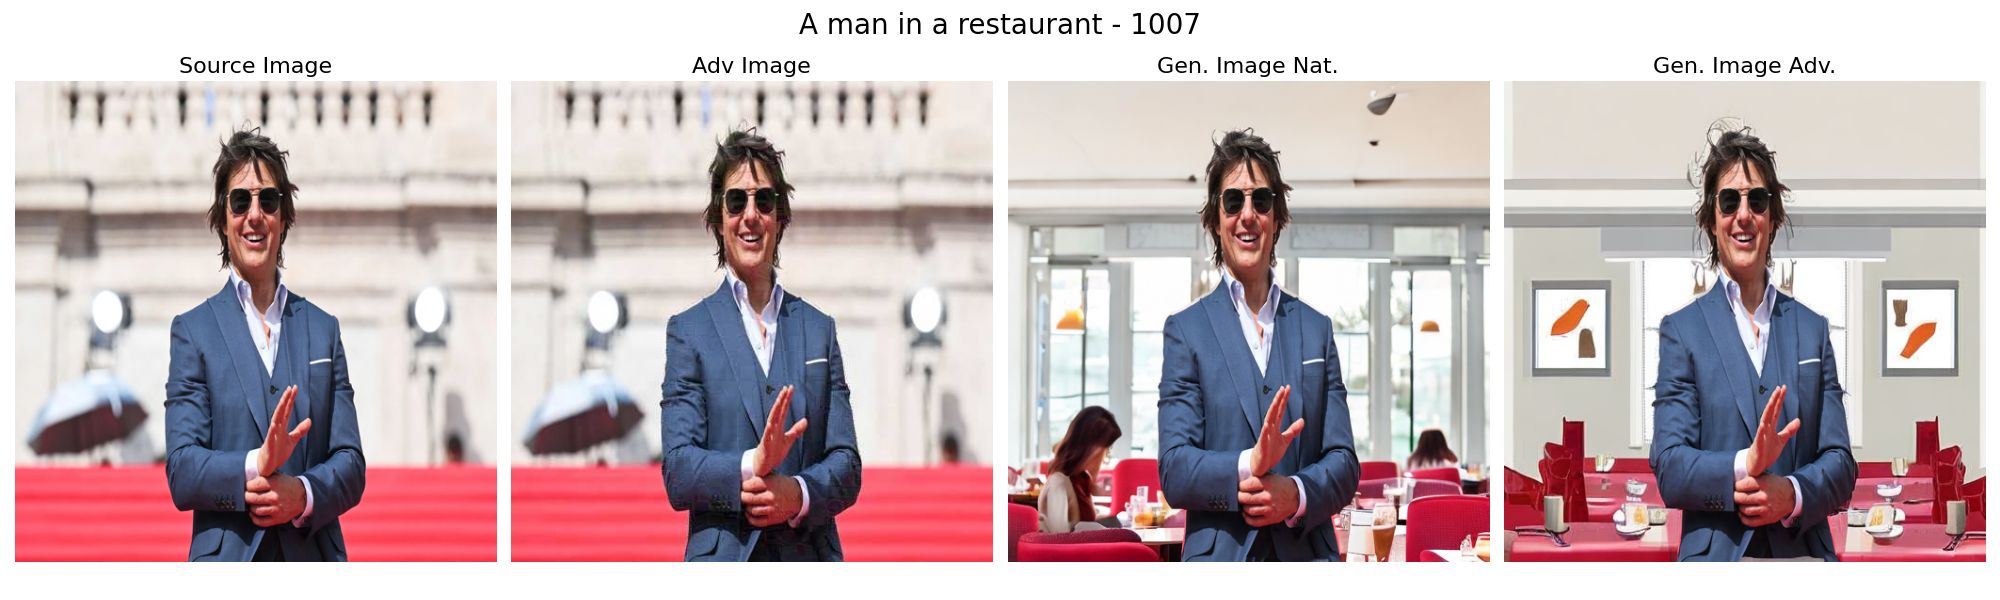 A man in a restaurant - 1007
Source Image
Adv Image
Gen. Image Nat.
Gen. Image Adv.